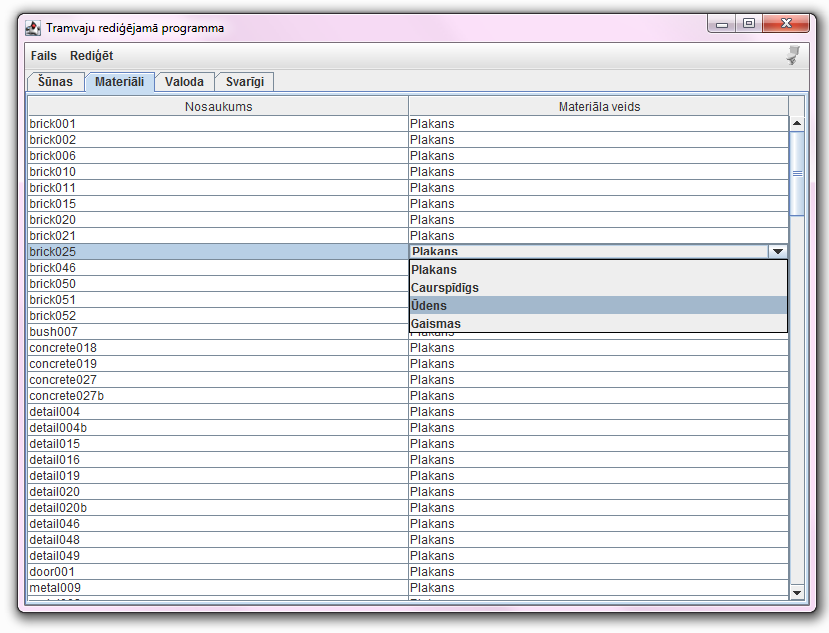 Tramvaju rediģējamā programma
Fails Rediģēt
Šūnas Materiāli Valoda Svarīgi
Nosaukums Materiāla veids
brick001 Plakans
brick002 Plakans
brick006 Plakans
brick010 Plakans
brick011 Plakans
brick015 Plakans
brick020 Plakans
brick021 Plakans
brick025 Plakans
brick046 Plakans
brick050 Caurspīdīgs
brick051 Ūdens
brick052 Gaismas
bush007 Plakans
concrete018 Plakans
concrete019 Plakans
concrete027 Plakans
concrete027b Plakans
detail004 Plakans
detail004b Plakans
detail015 Plakans
detail016 Plakans
detail019 Plakans
detail020 Plakans
detail020b Plakans
detail046 Plakans
detail048 Plakans
detail049 Plakans
door001 Plakans
metal009 Plakans